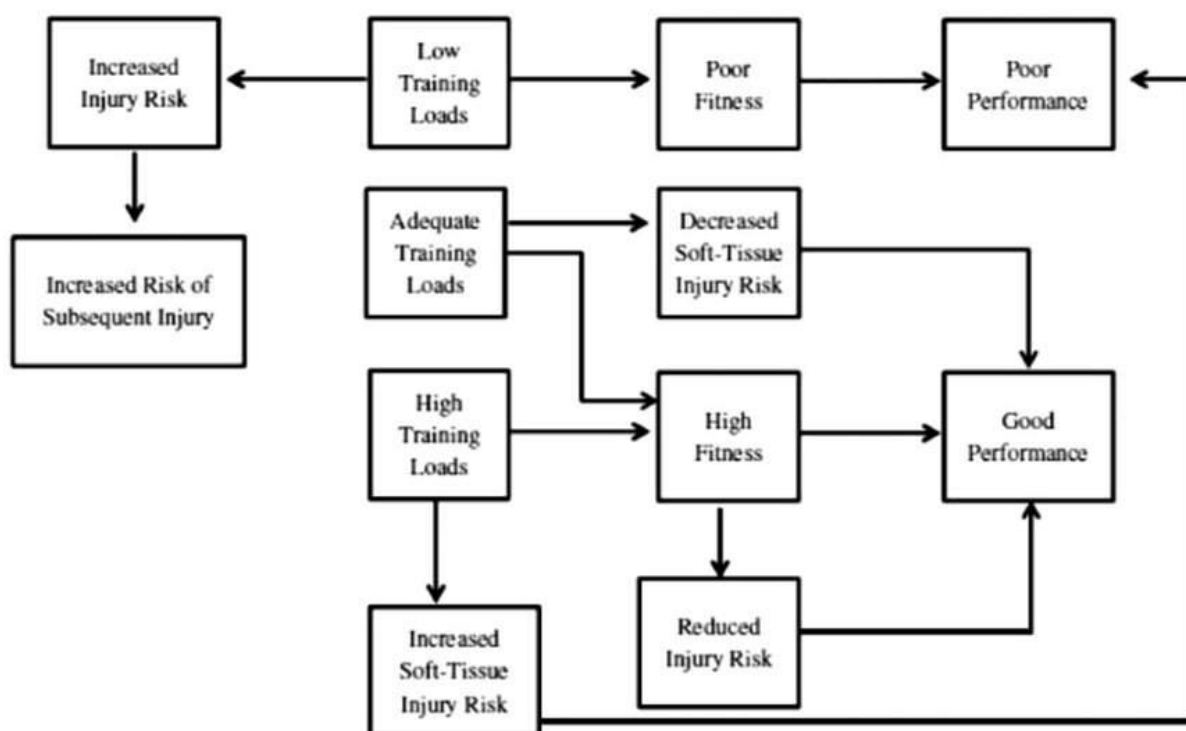 Increased
Injury Risk
Low
Training
Loads
Poor
Fitness
Poor
Performance
Increased Risk of
Subsequent Injury
Adequate
Training
Loads
Decreased
Soft-Tissue
Injury Risk
High
Training
Loads
High
Fitness
Good
Performance
Increased
Soft-Tissue
Injury Risk
Reduced
Injury Risk